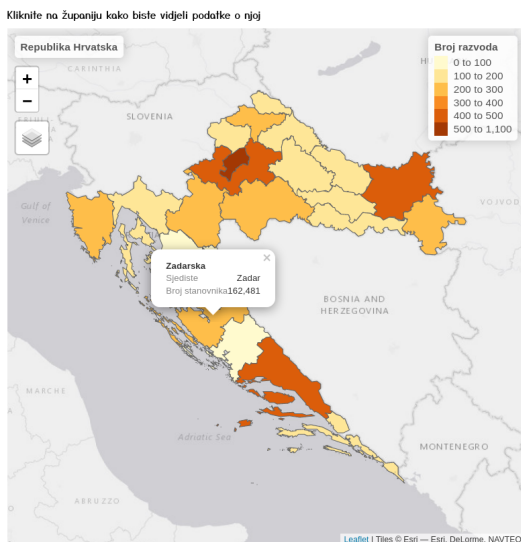 Kliknite na županiju kako biste vidjeli podatke o njoj
Republika Hrvatska
Broj razvoda
0 to 100
100 to 200
200 to 300
300 to 400
400 to 500
500 to 1,100
+
−
CARINTHIA
SLOVENIA
Gulf of
Venice
VOJVOD
×
Zadarska
Sjediste Zadar
Broj stanovnika 162,481
BOSNIA AND
HERZEGOVINA
MARCHE
Adriatic Sea
MONTENEGRO
ABRUZZO
Leaflet | Tiles © Esri — Esri, DeLorme, NAVTEQ